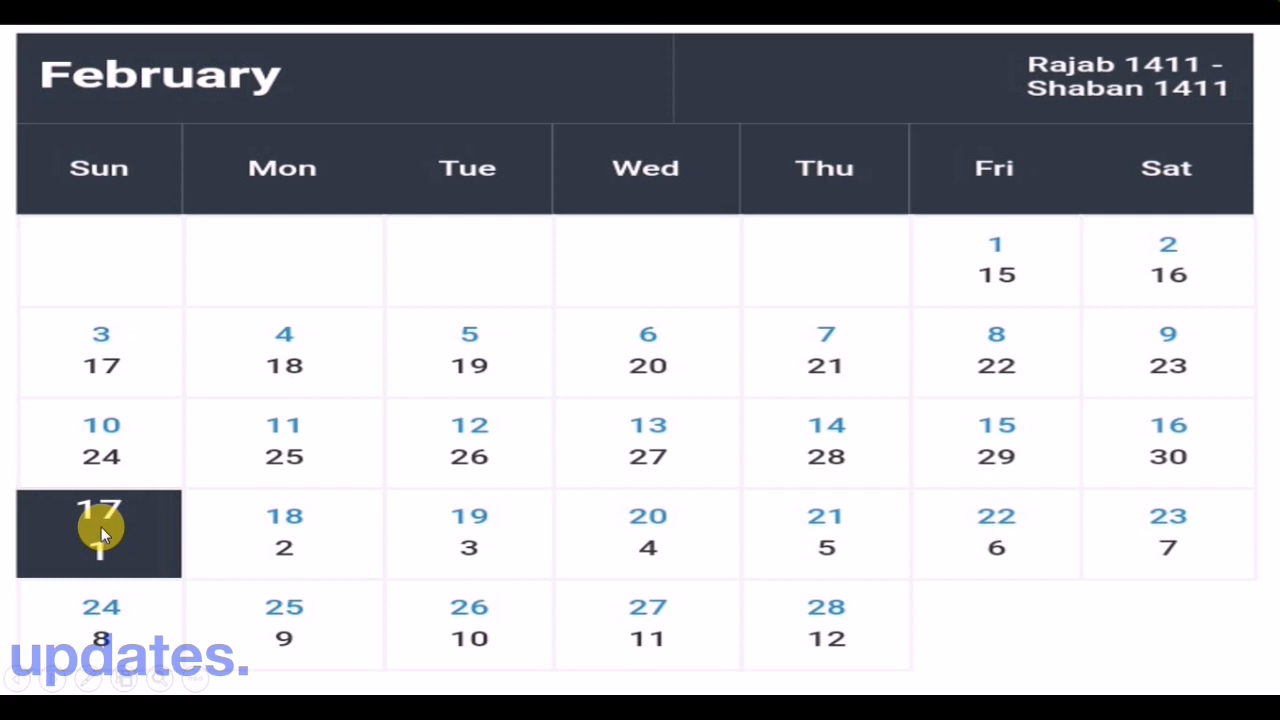 February
Rajab 1411 -
Shaban 1411
Sun Mon Tue Wed Thu Fri Sat
1 2
15 16
3 4 5 6 7 8 9
17 18 19 20 21 22 23
10 11 12 13 14 15 16
24 25 26 27 28 29 30
17 18 19 20 21 22 23
1 2 3 4 5 6 7
24 25 26 27 28
8 9 10 11 12
updates.